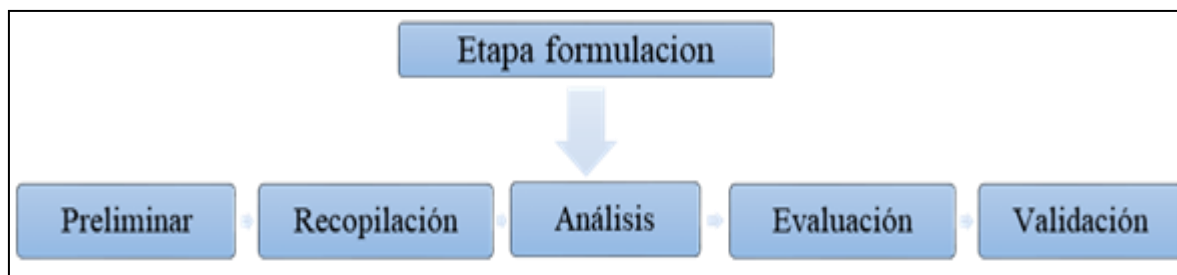 Etapa formulacion
Preliminar
Recopilación
Análisis
Evaluación
Validación